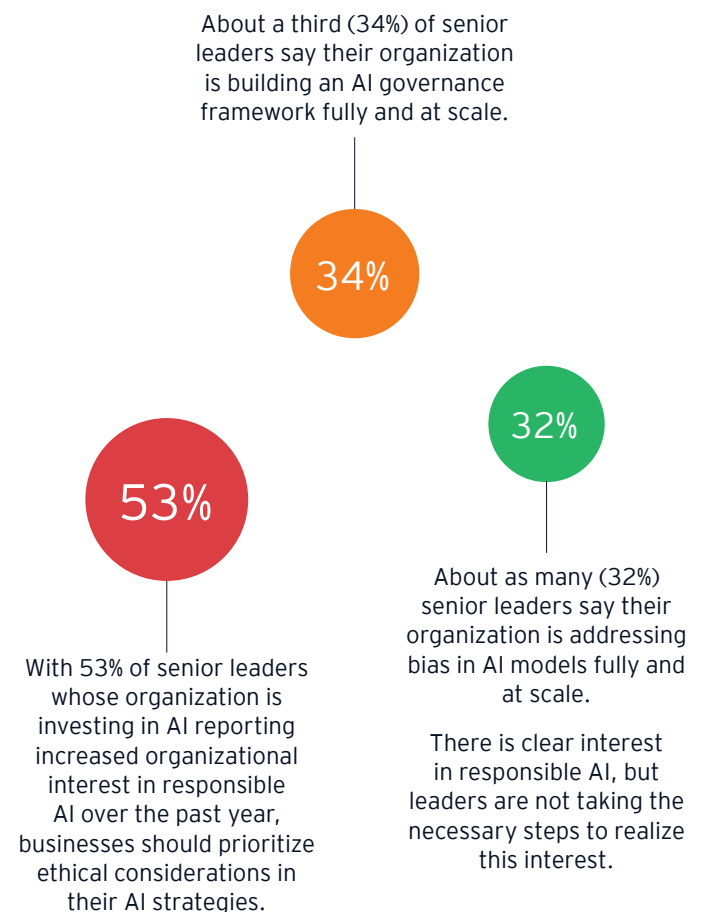 About a third (34%) of senior
leaders say their organization
is building an AI governance
framework fully and at scale.
34%
53%
With 53% of senior leaders
whose organization is
investing in AI reporting
increased organizational
interest in responsible
AI over the past year,
businesses should prioritize
ethical considerations in
their AI strategies.
32%
About as many (32%)
senior leaders say their
organization is addressing
bias in AI models fully and
at scale.
There is clear interest
in responsible AI, but
leaders are not taking the
necessary steps to realize
this interest.